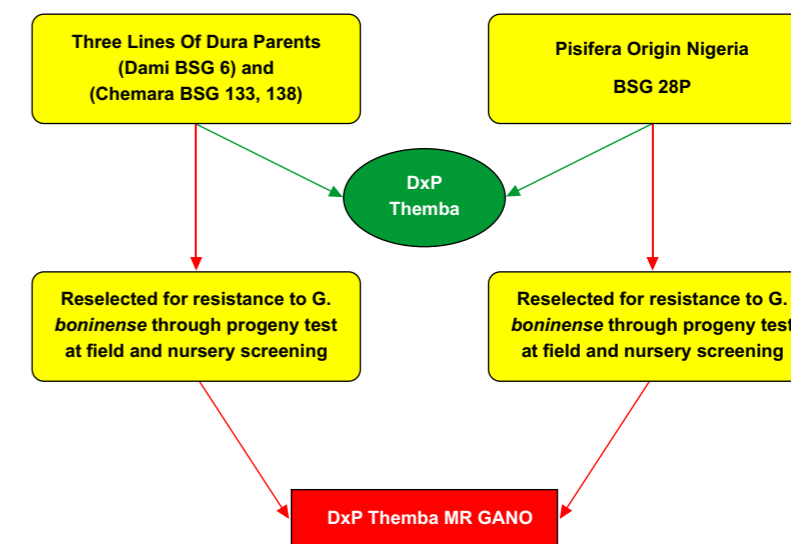 Three Lines Of Dura Parents
(Dami BSG 6) and
(Chemara BSG 133, 138)
Pisifera Origin Nigeria
BSG 28P
DxP
Themba
Reselected for resistance to G.
boninense through progeny test
at field and nursery screening
Reselected for resistance to G.
boninense through progeny test
at field and nursery screening
DxP Themba MR GANO